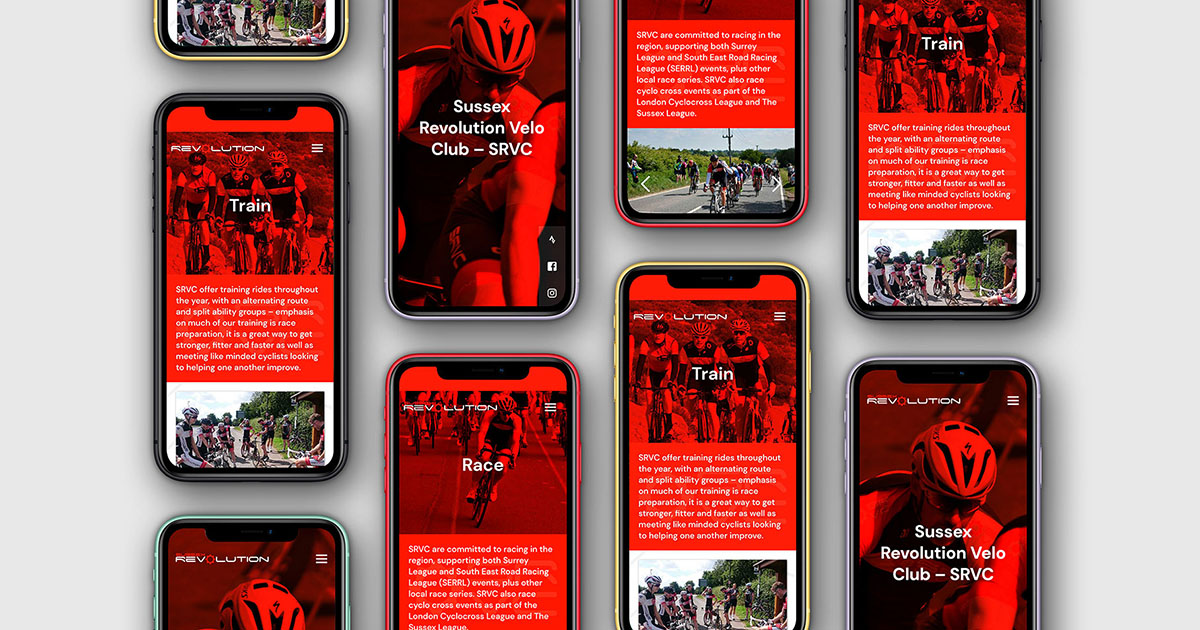 REVOLUTION
Train
SRVC offer training rides throughout
the year, with an alternating route
and split ability groups – emphasis
on much of our training is race
preparation, it is a great way to get
stronger, fitter and faster as well as
meeting like minded cyclists looking
to helping one another improve.
REVOLUTION
Sussex
Revolution Velo
Club – SRVC
REVOLUTION
Race
SRVC are committed to racing in the
region, supporting both Surrey
League and South East Road Racing
League (SERRL) events, plus other
local race series. SRVC also race
cyclo cross events as part of the
London Cyclocross League and The
Sussex League.
SRVC are committed to racing in the
region, supporting both Surrey
League and South East Road Racing
League (SERRL) events, plus other
local race series. SRVC also race
cyclo cross events as part of the
London Cyclocross League and The
Sussex League.
REVOLUTION
Train
SRVC offer training rides throughout
the year, with an alternating route
and split ability groups – emphasis
on much of our training is race
preparation, it is a great way to get
stronger, fitter and faster as well as
meeting like minded cyclists looking
to helping one another improve.
Train
SRVC offer training rides throughout
the year, with an alternating route
and split ability groups – emphasis
on much of our training is race
preparation, it is a great way to get
stronger, fitter and faster as well as
meeting like minded cyclists looking
to helping one another improve.
REVOLUTION
Sussex
Revolution Velo
Club – SRVC